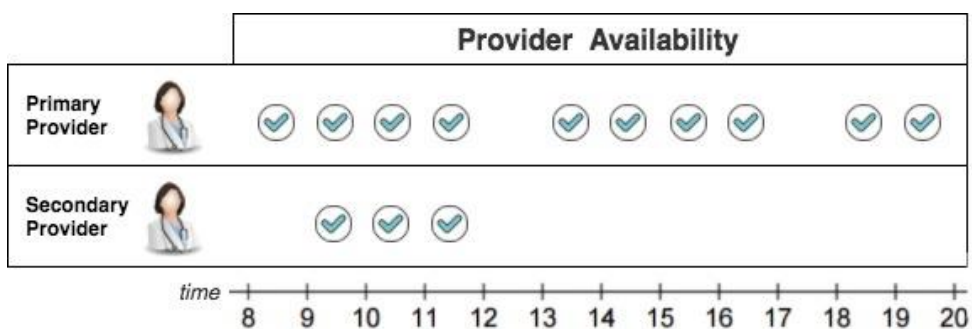 Provider Availability
Primary
Provider
Secondary
Provider
time
8 9 10 11 12 13 14 15 16 17 18 19 20